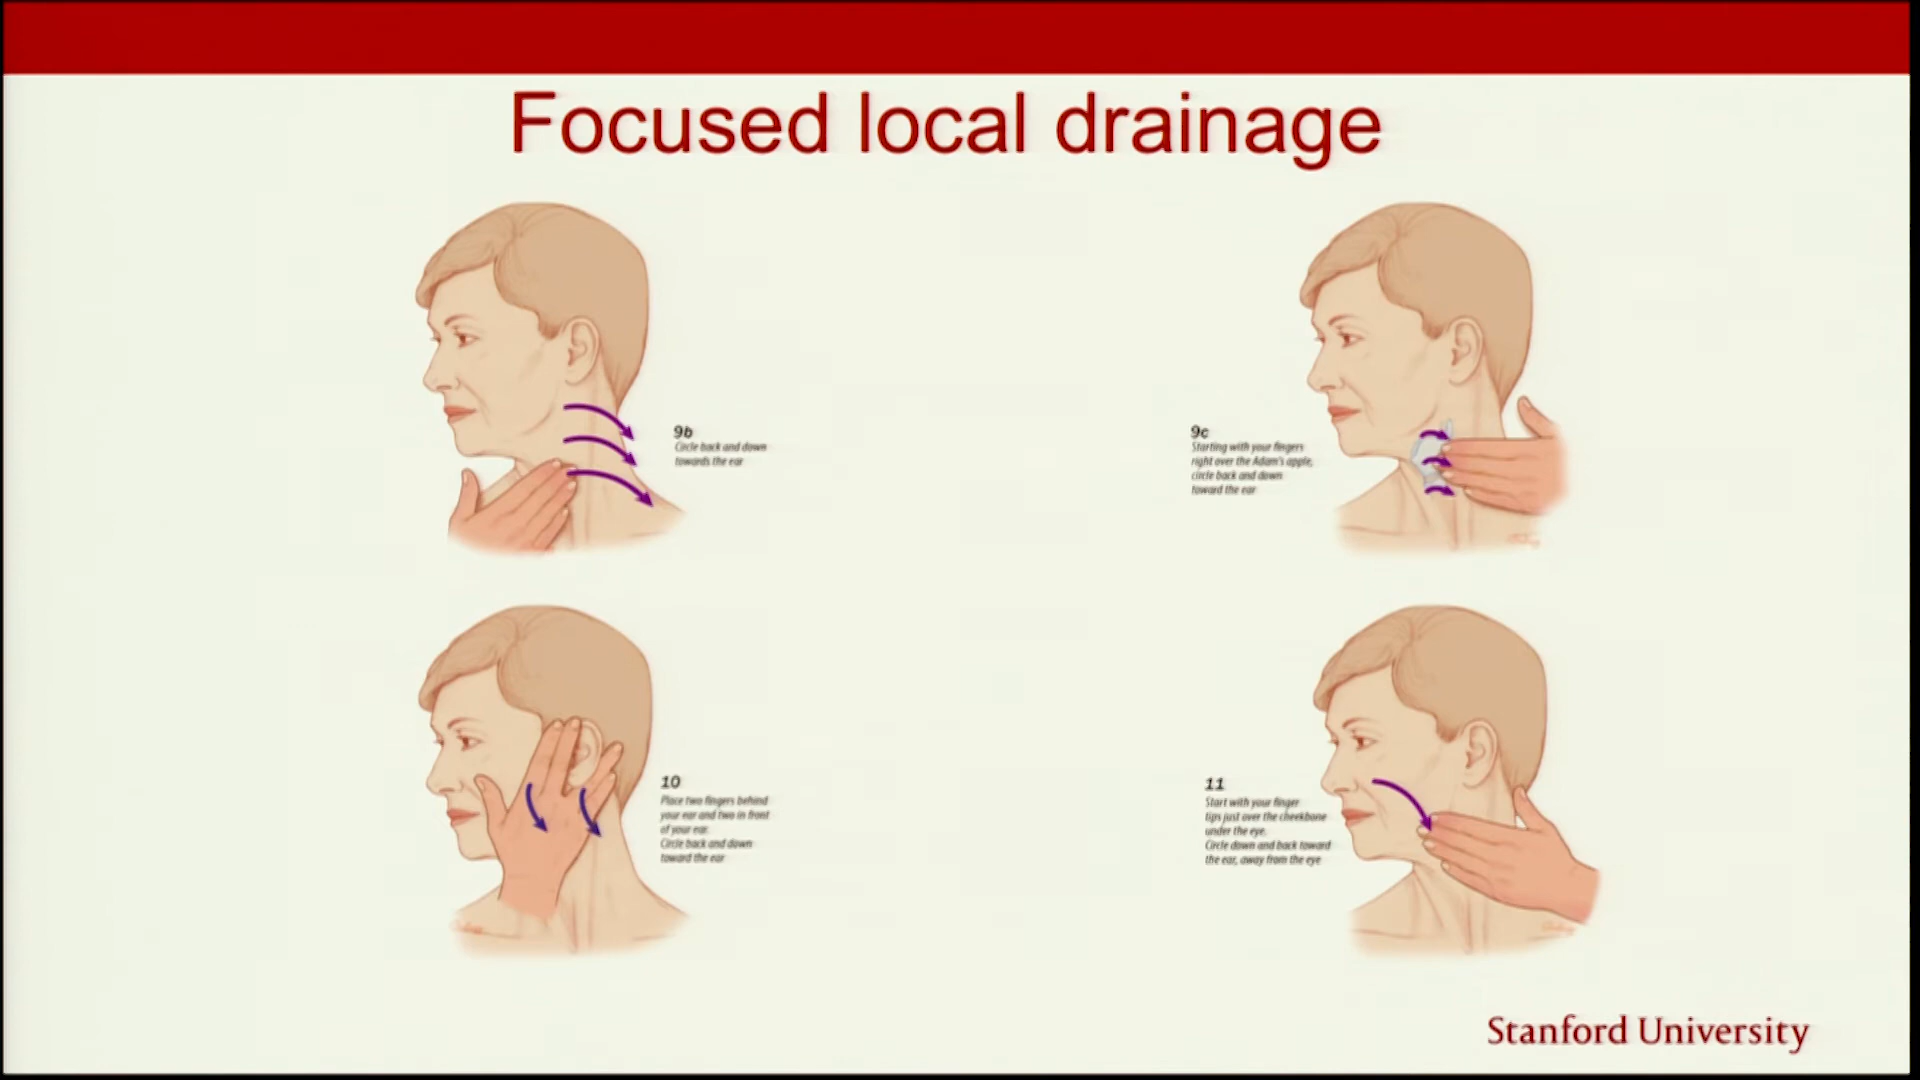 Focused local drainage
9b
Circle back and down
towards the ear
9c
Starting with your fingers
right over the Adam's apple,
circle back and down
toward the ear
10
Place two fingers behind
your ear and two in front
of your ear.
Circle back and down
toward the ear
11
Start with your finger
tips just over the cheekbone
under the eye.
Circle down and back toward
the ear, away from the eye
Stanford University